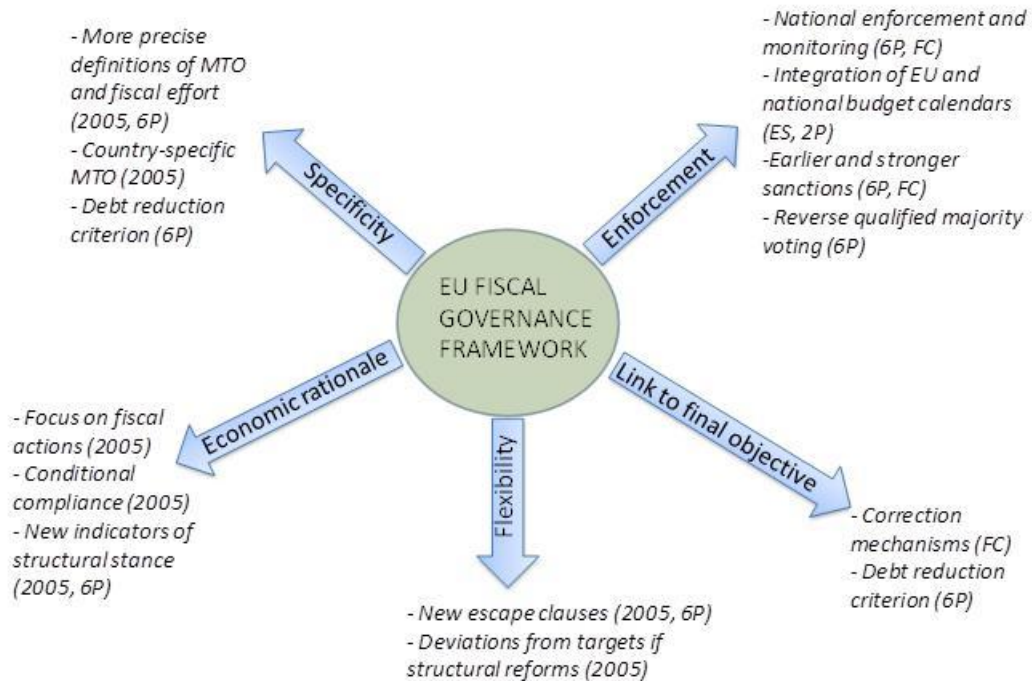 - More precise
definitions of MTO
and fiscal effort
(2005, 6P)
- Country-specific
MTO (2005)
- Debt reduction
criterion (6P)
Specificity
- National enforcement and
monitoring (6P, FC)
- Integration of EU and
national budget calendars
(ES, 2P)
-Earlier and stronger
sanctions (6P, FC)
- Reverse qualified majority
voting (6P)
Enforcement
EU FISCAL
GOVERNANCE
FRAMEWORK
Economic rationale
- Focus on fiscal
actions (2005)
- Conditional
compliance (2005)
- New indicators of
structural stance
(2005, 6P)
Flexibility
- New escape clauses (2005, 6P)
- Deviations from targets if
structural reforms (2005)
Link to final objective
- Correction
mechanisms (FC)
- Debt reduction
criterion (6P)